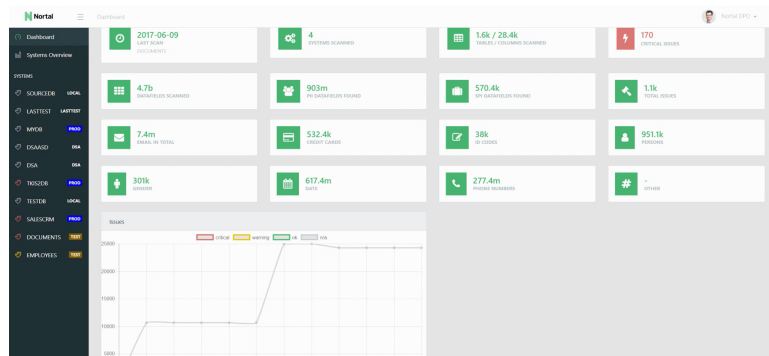 Nortal
Dashboard
Nortal DPO
Dashboard
Systems Overview
SYSTEMS
SOURCEDB LOCAL
LASTTEST LASTTEST
MYDB PROD
DSAASD DSA
DSA DSA
TKIS2DB PROD
TESTDB LOCAL
SALESCRM PROD
DOCUMENTS TEST
EMPLOYEES TEST
2017-06-09
LAST SCAN
DOCUMENTS
4
SYSTEMS SCANNED
1.6k / 28.4k
TABLES / COLUMNS SCANNED
170
CRITICAL ISSUES
4.7b
DATAFIELDS SCANNED
903m
PII DATAFIELDS FOUND
570.4k
SPI DATAFIELDS FOUND
1.1k
TOTAL ISSUES
7.4m
EMAIL IN TOTAL
532.4k
CREDIT CARDS
38k
ID CODES
951.1k
PERSONS
301k
GENDER
617.4m
DATE
277.4m
PHONE NUMBERS
-
OTHER
Issues
critical warning ok n/a
25000
20000
15000
10000
5000